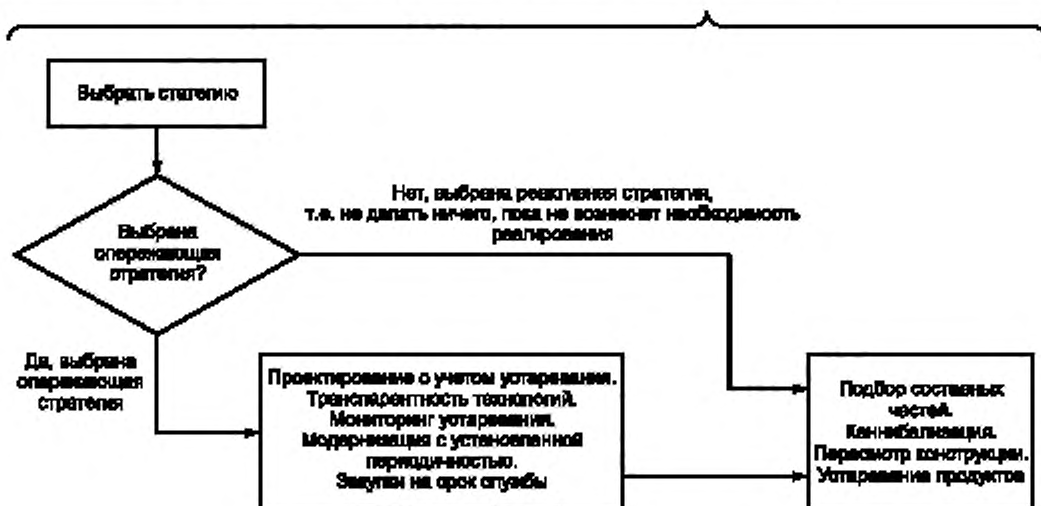 Выбрать статегию
Нет, выбрана реактивная стратегия,
т.е. не делать ничего, пока не возникнет необходимость
реагирования
Выбрана
опережающая
стратегия?
Да, выбрана
опережающая
стратегия
Проектирование с учетом устаревания.
Транспарентность технологий.
Мониторинг устаревания.
Модернизация с установленной
периодичностью.
Закупки на срок службы
Подбор составных
частей.
Каннибализация.
Пересмотр конструкции.
Устаревание продуктов